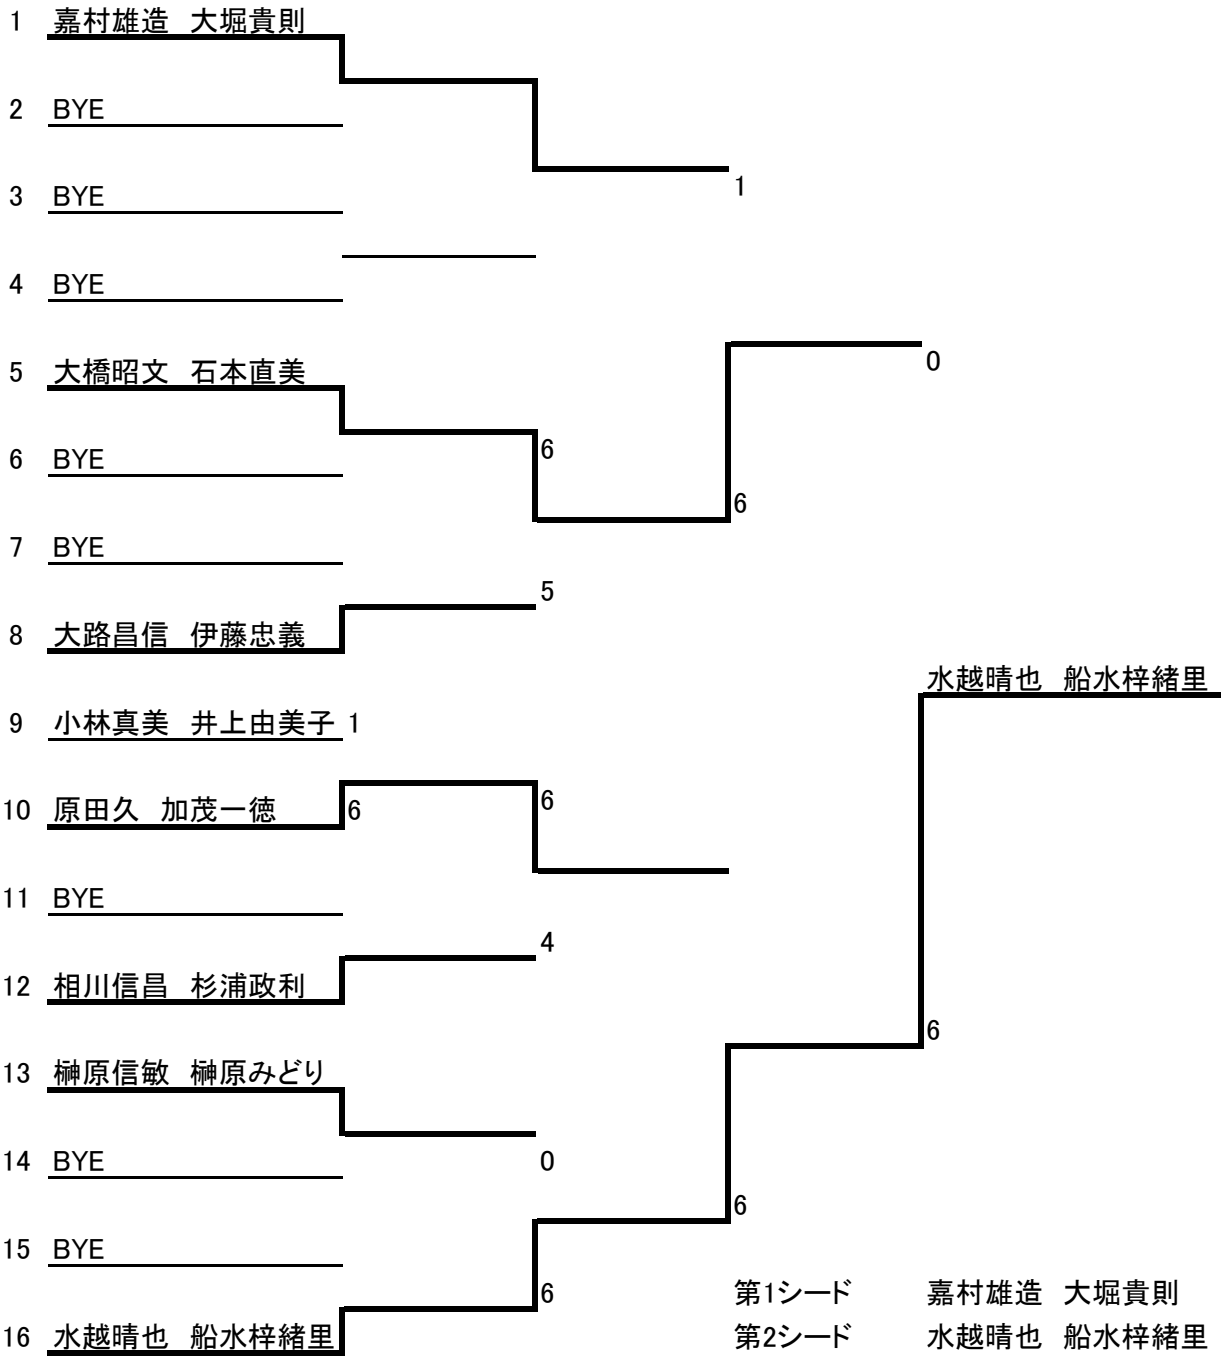 1 嘉村雄造 大堀貴則
2 BYE
1
3 BYE
4 BYE
0
5 大橋昭文 石本直美
6
6 BYE
6
7 BYE
5
8 大路昌信 伊藤忠義
水越晴也 船水梓緒里
9 小林真美 井上由美子 1
10 原田久 加茂一徳 6
6
11 BYE
4
12 相川信昌 杉浦政利
6
13 榊原信敏 榊原みどり
14 BYE
0
6
15 BYE
6
第1シード 嘉村雄造 大堀貴則
16 水越晴也 船水梓緒里
第2シード 水越晴也 船水梓緒里